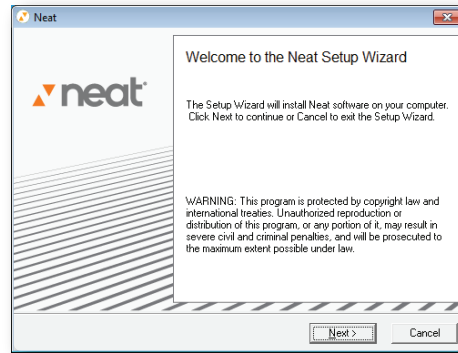 Neat
neat
Welcome to the Neat Setup Wizard
The Setup Wizard will install Neat software on your computer.
Click Next to continue or Cancel to exit the Setup Wizard.
WARNING: This program is protected by copyright law and
international treaties. Unauthorized reproduction or
distribution of this program, or any portion of it, may result in
severe civil and criminal penalties, and will be prosecuted to
the maximum extent possible under law.
Next >
Cancel